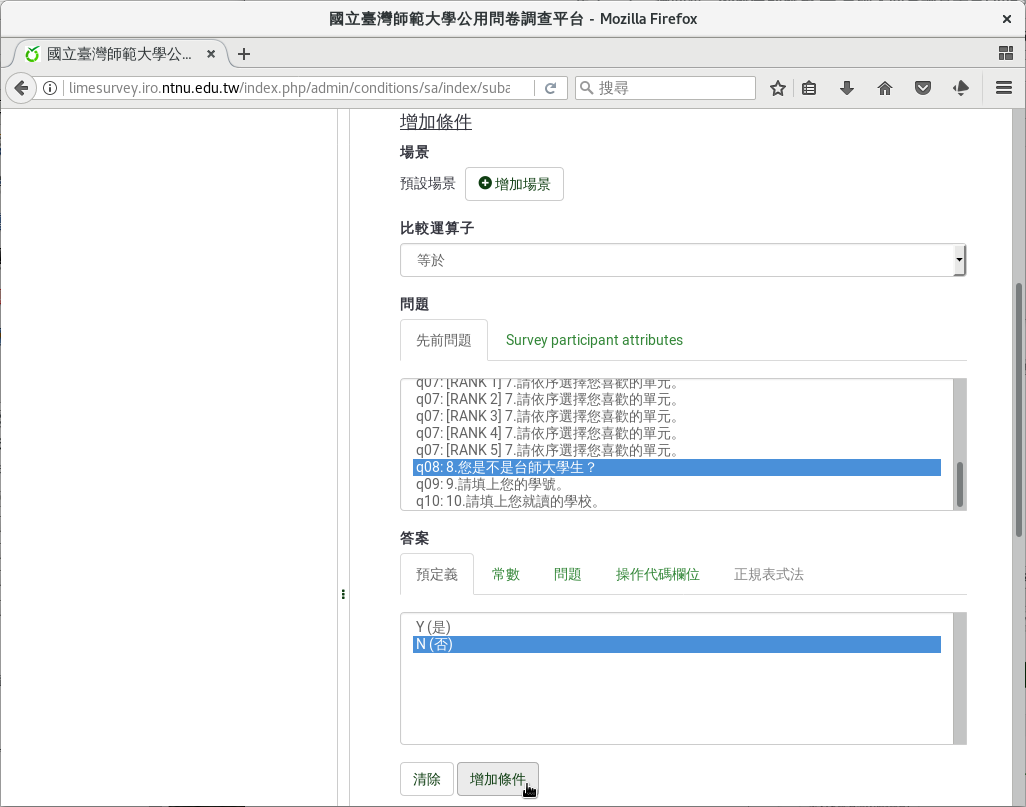 國立臺灣師範大學公用問卷調查平台 - Mozilla Firefox
國立臺灣師範大學公...
limesurvey.iro.ntnu.edu.tw/index.php/admin/conditions/sa/index/suba
搜尋
增加條件
場景
預設場景 增加場景
比較運算子
等於
問題
先前問題 Survey participant attributes
q07: [RANK 1] 7.請依序選擇您喜歡的單元。
q07: [RANK 2] 7.請依序選擇您喜歡的單元。
q07: [RANK 3] 7.請依序選擇您喜歡的單元。
q07: [RANK 4] 7.請依序選擇您喜歡的單元。
q07: [RANK 5] 7.請依序選擇您喜歡的單元。
q08: 8.您是不是台師大學生？
q09: 9.請填上您的學號。
q10: 10.請填上您就讀的學校。
答案
預定義 常數 問題 操作代碼欄位 正規表式法
Y (是)
N (否)
清除 增加條件